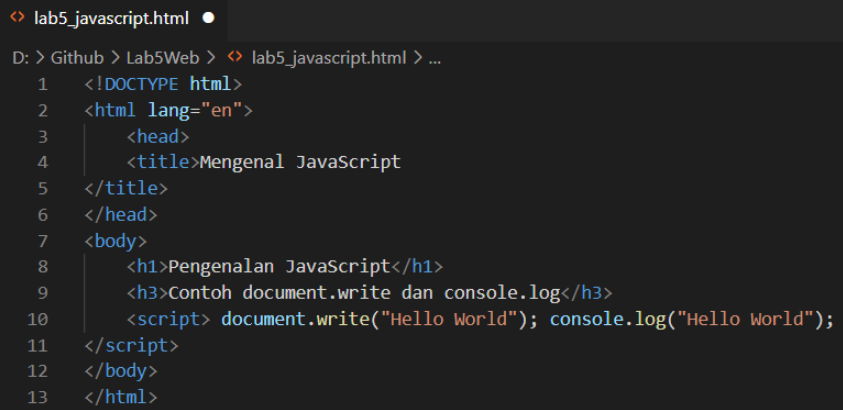 <> lab5_javascript.html ●
D: > Github > Lab5Web > <> lab5_javascript.html > ...
1 <!DOCTYPE html>
2 <html lang="en">
3 <head>
4 <title>Mengenal JavaScript
5 </title>
6 </head>
7 <body>
8 <h1>Pengenalan JavaScript</h1>
9 <h3>Contoh document.write dan console.log</h3>
10 <script> document.write("Hello World"); console.log("Hello World");
11 </script>
12 </body>
13 </html>